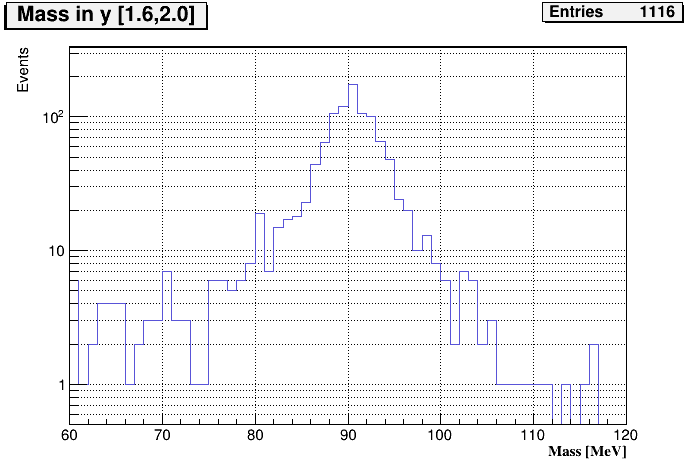 Mass in y [1.6,2.0]
Entries 1116
Events
10²
10
1
60 70 80 90 100 110 120
Mass [MeV]